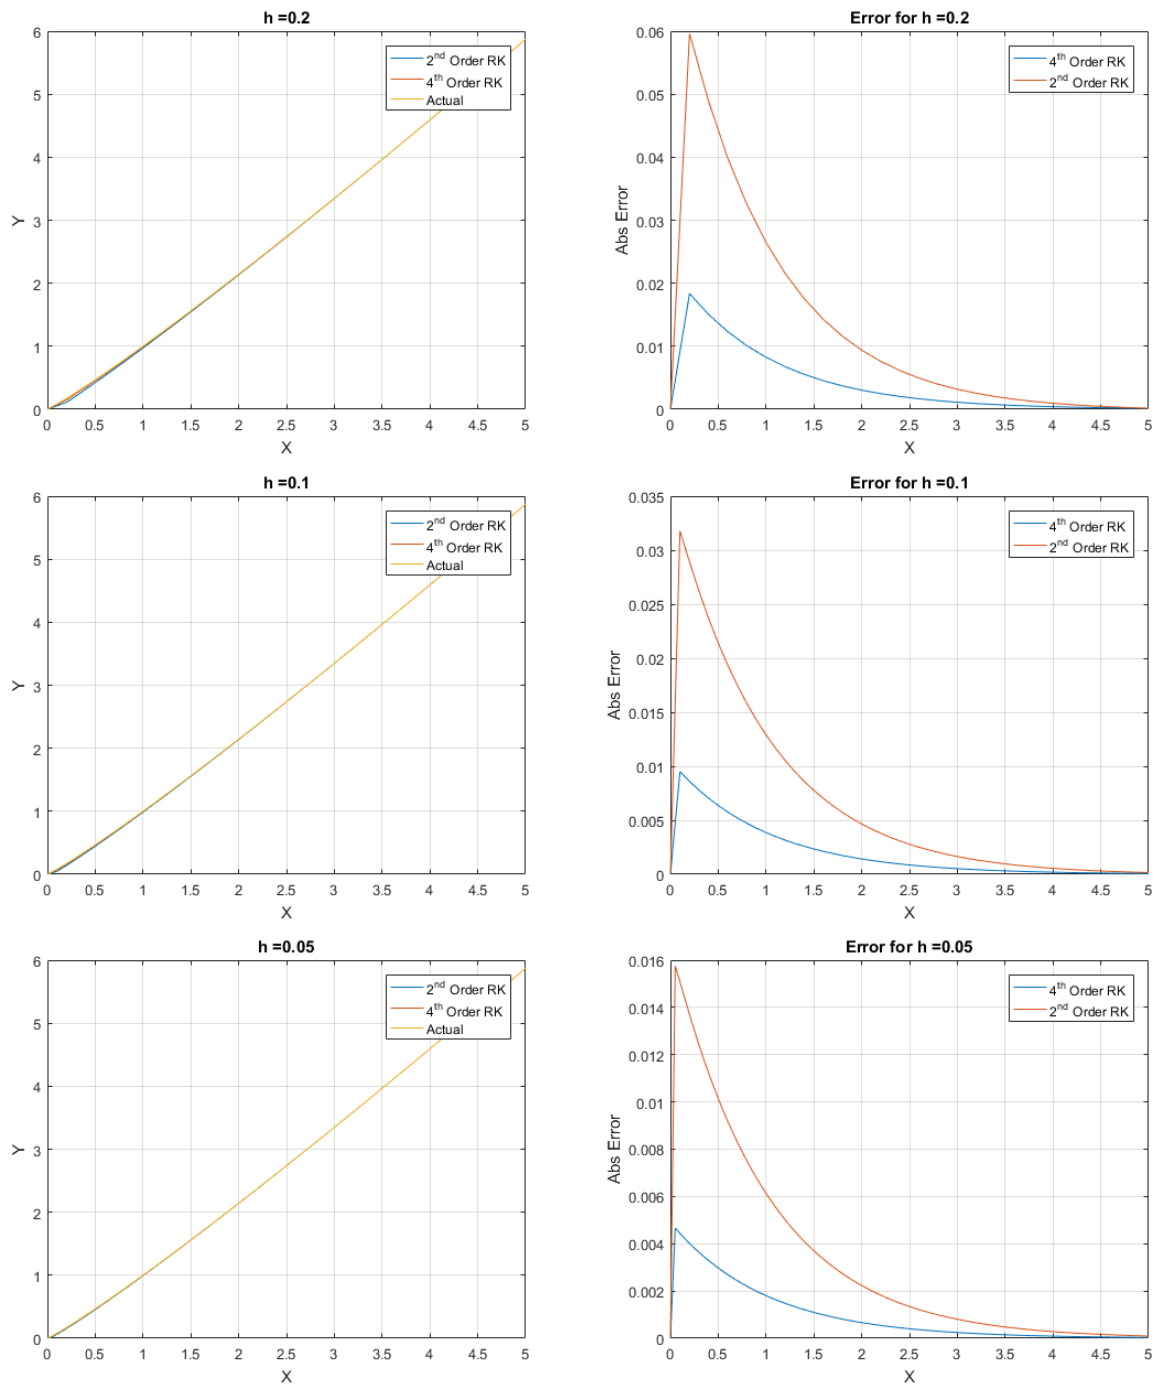 h =0.2
6
5
4
3
2
1
0
Y
2nd Order RK
4th Order RK
Actual
0 0.5 1 1.5 2 2.5 3 3.5 4 4.5 5
X
Error for h =0.2
0.06
0.05
0.04
0.03
0.02
0.01
0
Abs Error
4th Order RK
2nd Order RK
0 0.5 1 1.5 2 2.5 3 3.5 4 4.5 5
X
h =0.1
6
5
4
3
2
1
0
Y
2nd Order RK
4th Order RK
Actual
0 0.5 1 1.5 2 2.5 3 3.5 4 4.5 5
X
Error for h =0.1
0.035
0.03
0.025
0.02
0.015
0.01
0.005
0
Abs Error
4th Order RK
2nd Order RK
0 0.5 1 1.5 2 2.5 3 3.5 4 4.5 5
X
h =0.05
6
5
4
3
2
1
0
Y
2nd Order RK
4th Order RK
Actual
0 0.5 1 1.5 2 2.5 3 3.5 4 4.5 5
X
Error for h =0.05
0.016
0.014
0.012
0.01
0.008
0.006
0.004
0.002
0
Abs Error
4th Order RK
2nd Order RK
0 0.5 1 1.5 2 2.5 3 3.5 4 4.5 5
X